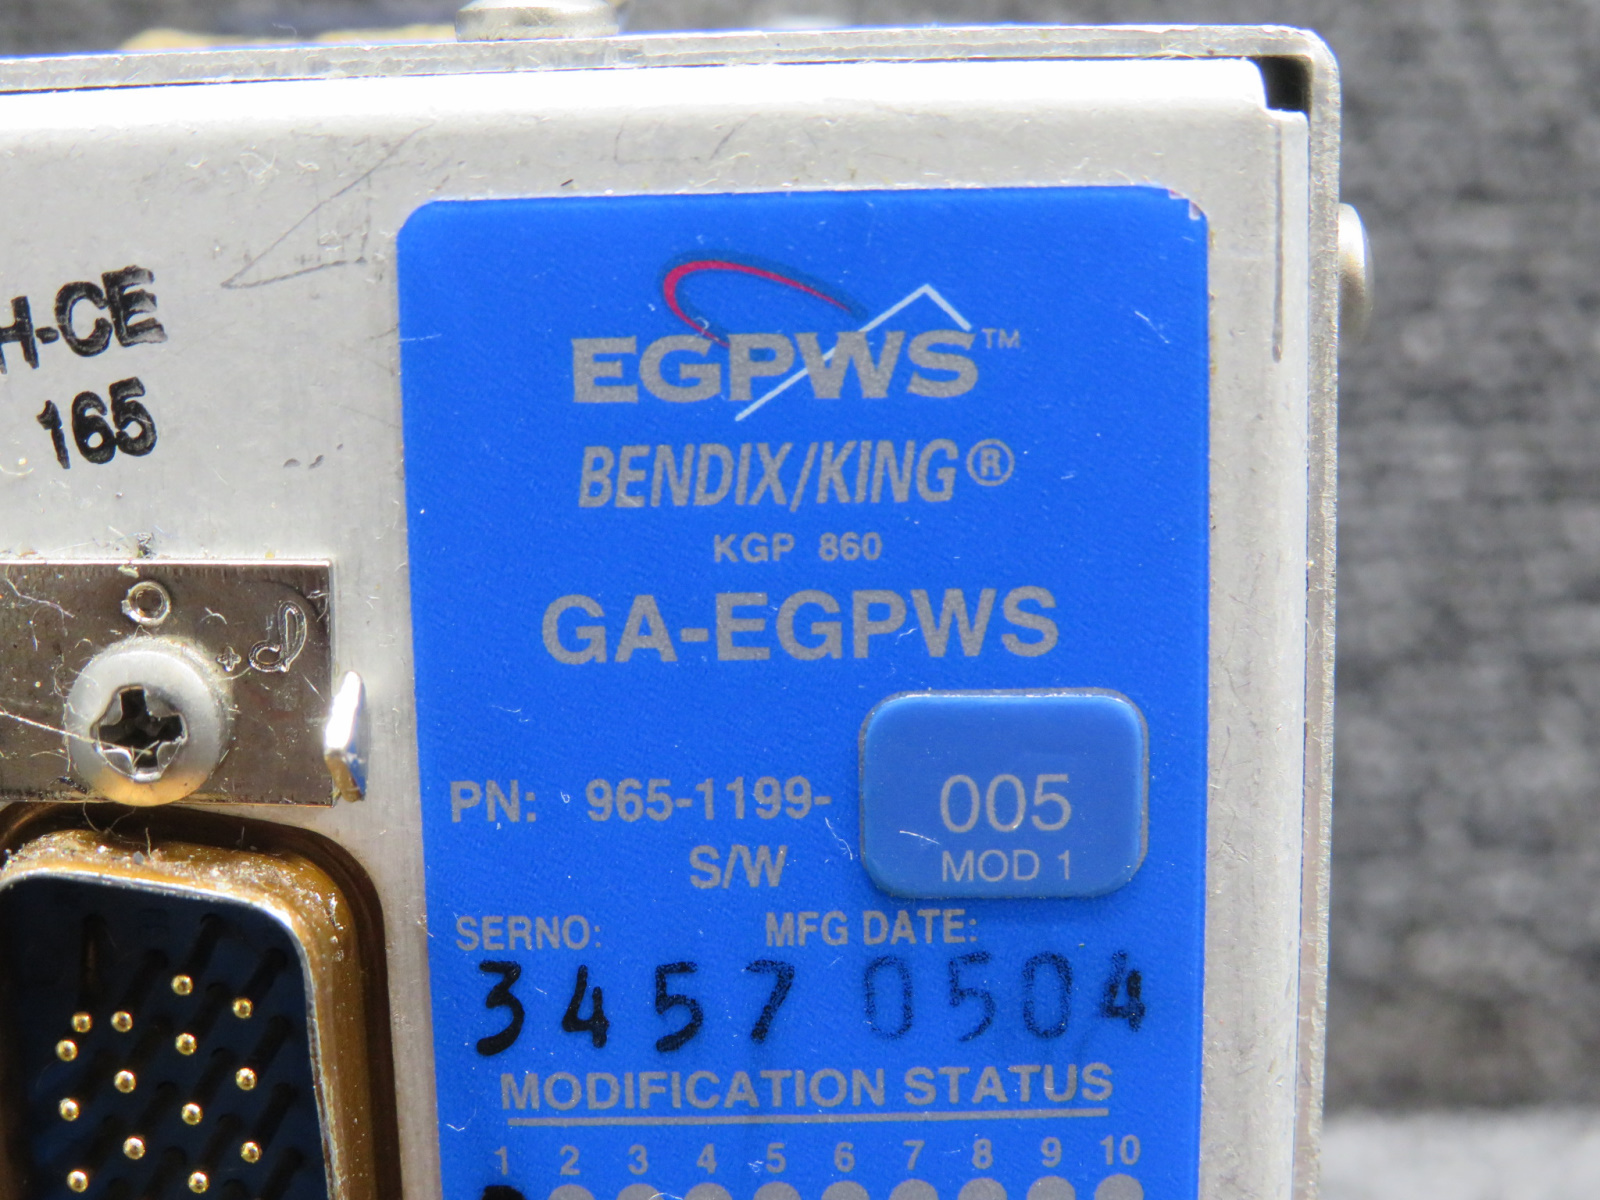 H-CE
165
EGPWS™
BENDIX/KING®
KGP 860
GA-EGPWS
PN: 965-1199-
005
S/W
MOD 1
SERNO: MFG DATE:
3457 0504
MODIFICATION STATUS
1 2 3 4 5 6 7 8 9 10